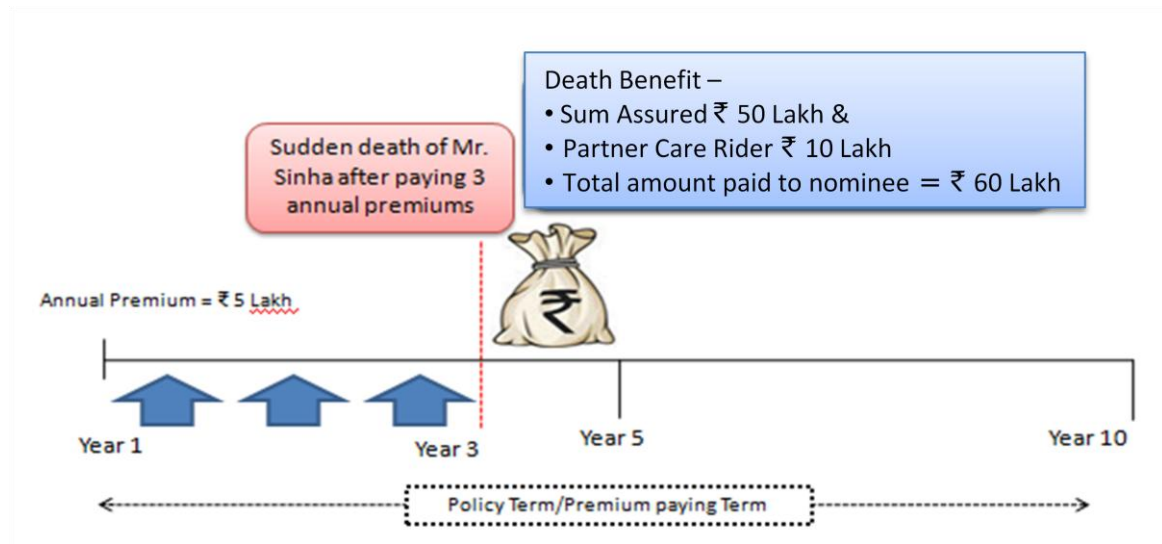 Death Benefit –
• Sum Assured ₹ 50 Lakh &
• Partner Care Rider ₹ 10 Lakh
• Total amount paid to nominee = ₹ 60 Lakh
Sudden death of Mr.
Sinha after paying 3
annual premiums
₹
Annual Premium = ₹ 5 Lakh
Year 1
Year 3
Year 5
Year 10
Policy Term/Premium paying Term